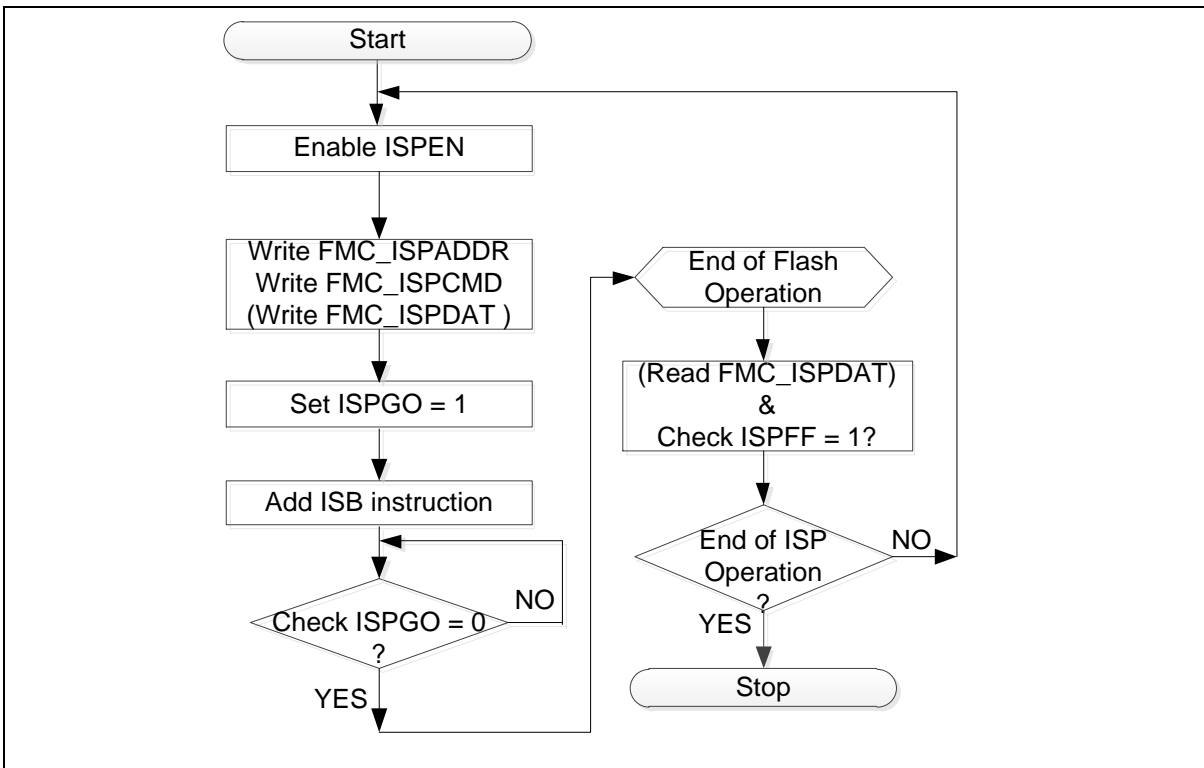 Start
Enable ISPEN
Write FMC_ISPADDR
Write FMC_ISPCMD
(Write FMC_ISPDAT )
Set ISPGO = 1
Add ISB instruction
Check ISPGO = 0
?
NO
YES
End of Flash
Operation
(Read FMC_ISPDAT)
&
Check ISPFF = 1?
End of ISP
Operation
?
NO
YES
Stop